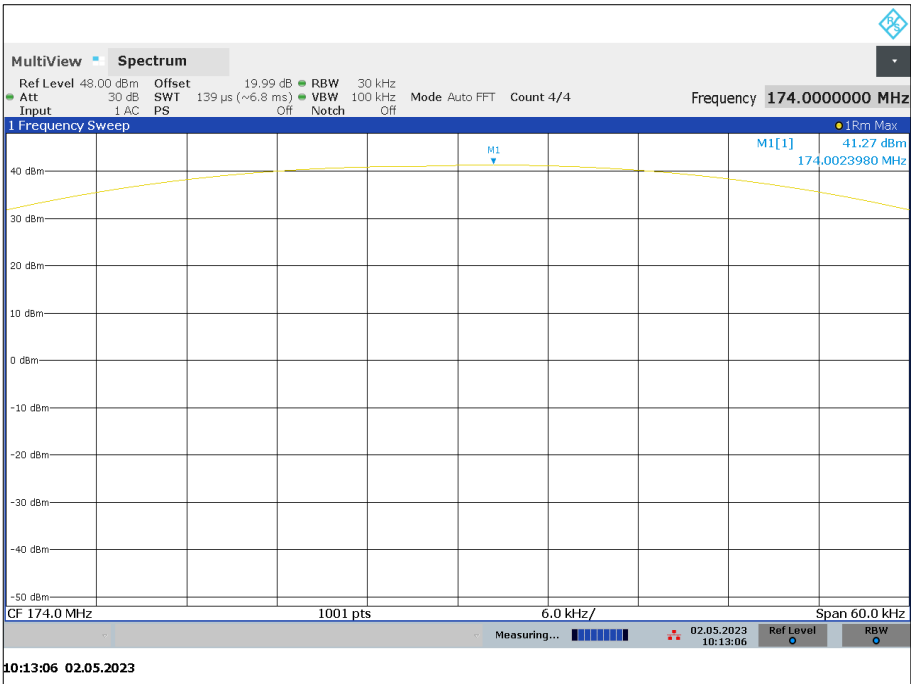 MultiView Spectrum
Ref Level 48.00 dBm Offset 19.99 dB RBW 30 kHz
Att 30 dB SWT 139 µs (~6.8 ms) VBW 100 kHz Mode Auto FFT Count 4/4 Frequency 174.0000000 MHz
Input 1 AC PS Off Notch Off
1 Frequency Sweep 1Rm Max
M1[1] 41.27 dBm
174.0023980 MHz
M1
40 dBm
30 dBm
20 dBm
10 dBm
0 dBm
-10 dBm
-20 dBm
-30 dBm
-40 dBm
-50 dBm
CF 174.0 MHz 1001 pts 6.0 kHz/ Span 60.0 kHz
Measuring... 02.05.2023 Ref Level RBW
10:13:06
10:13:06 02.05.2023